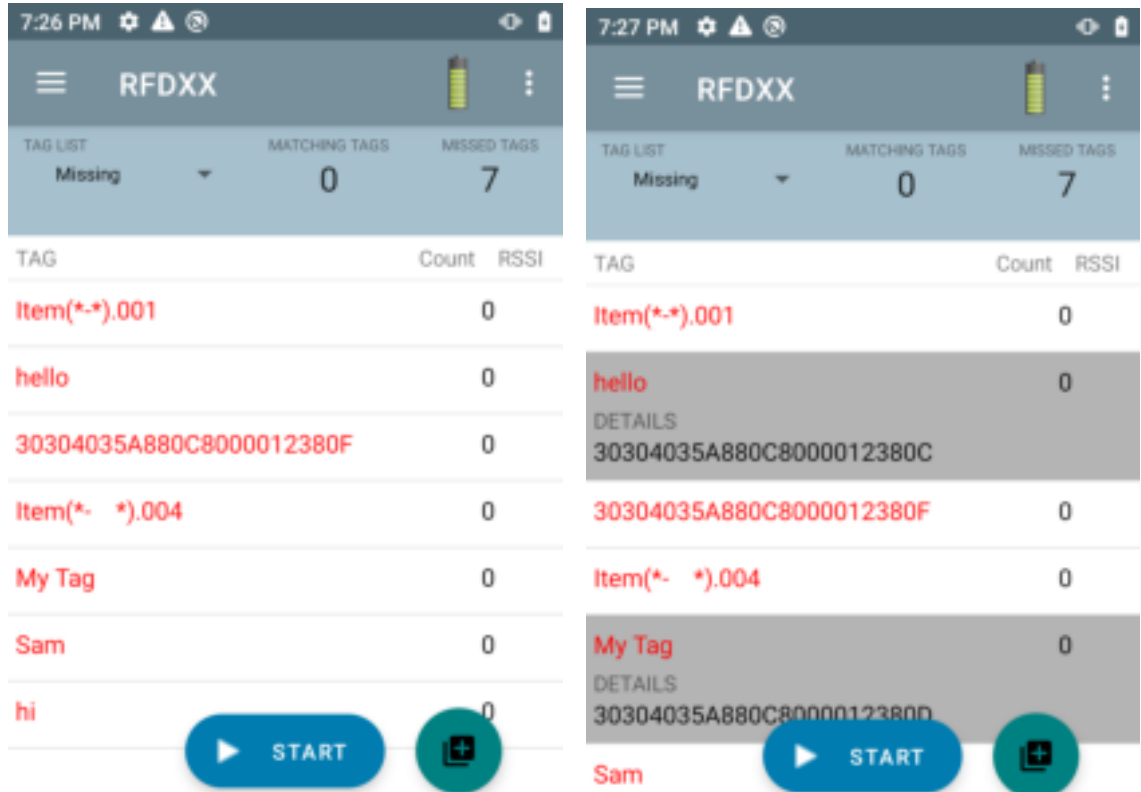 7:26 PM
RFDXX
TAG LIST MATCHING TAGS MISSED TAGS
Missing 0 7
TAG Count RSSI
Item(*-*).001 0
hello 0
30304035A880C8000012380F 0
Item(*-   *).004 0
My Tag 0
Sam 0
hi 0
START
7:27 PM
RFDXX
TAG LIST MATCHING TAGS MISSED TAGS
Missing 0 7
TAG Count RSSI
Item(*-*).001 0
hello 0
DETAILS
30304035A880C8000012380C
30304035A880C8000012380F 0
Item(*-   *).004 0
My Tag 0
DETAILS
30304035A880C8000012380D
Sam
START